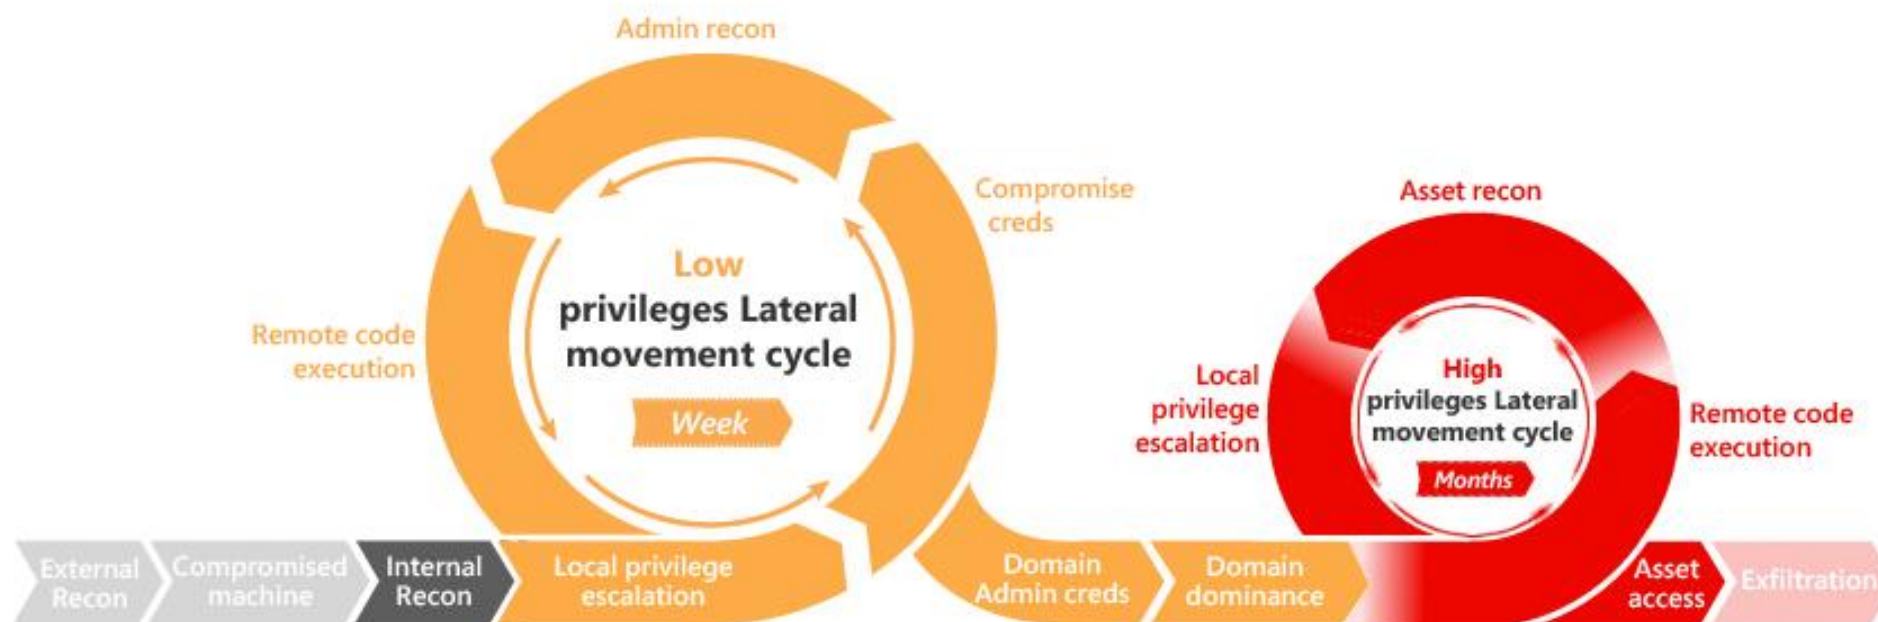 Admin recon
Compromise
creds
Low
privileges Lateral
movement cycle
Week
Remote code
execution
Asset recon
High
privileges Lateral
movement cycle
Months
Local
privilege
escalation
Remote code
execution
External
Recon
Compromised
machine
Internal
Recon
Local privilege
escalation
Domain
Admin creds
Domain
dominance
Asset
access
Exfiltration